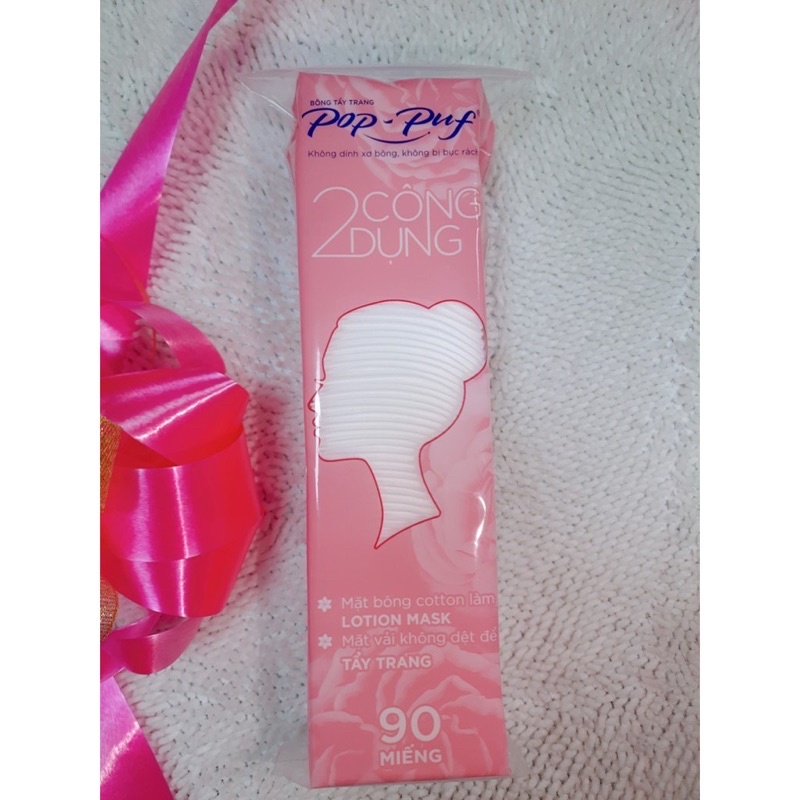 BÔNG TẨY TRANG
Pop-Puf
Không dính xơ bông, không bị bục rách
2 CÔNG
DỤNG
Mặt bông cotton làm
LOTION MASK
Mặt vải không dệt để
TẨY TRANG
90
MIẾNG